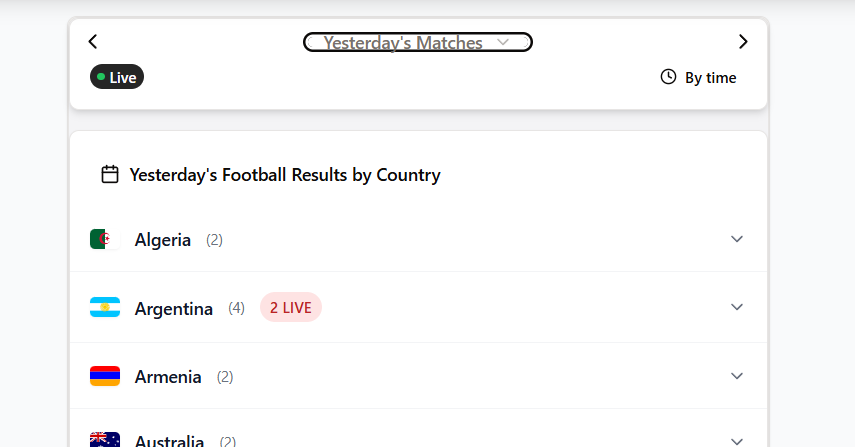 Yesterday's Matches
Live
By time
Yesterday's Football Results by Country
Algeria (2)
Argentina (4) 2 LIVE
Armenia (2)
Australia (2)